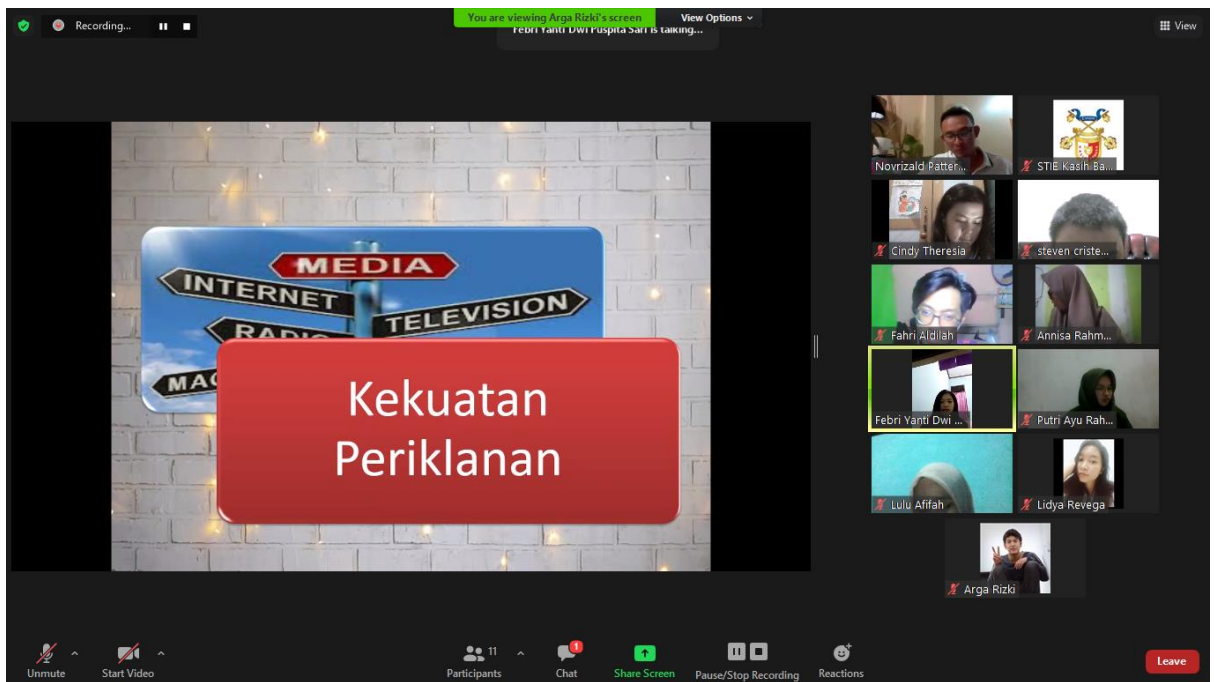 Recording...
You are viewing Arga Rizki's screen
View Options
Febri Yanti Dwi Puspita Sari is talking...
View
MEDIA
INTERNET
TELEVISION
RADIO
MAG
Kekuatan
Periklanan
Novrizald Patter...
STIE Kasih Ba...
Cindy Theresia
steven criste...
Fahri Aldilah
Annisa Rahm...
Febri Yanti Dwi ...
Putri Ayu Rah...
Lulu Afifah
Lidya Revega
Arga Rizki
Unmute
Start Video
11
Participants
1
Chat
Share Screen
Pause/Stop Recording
Reactions
Leave